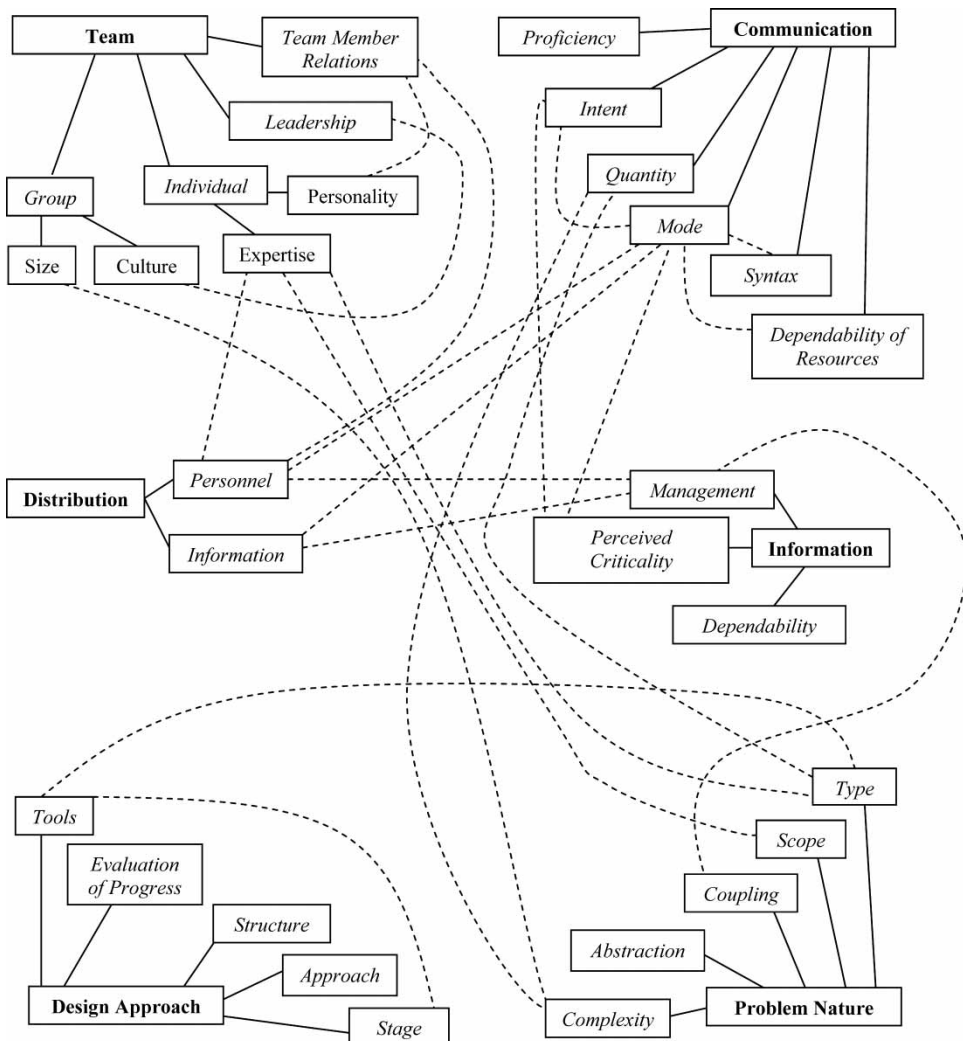 Team
Team Member
Relations
Leadership
Individual
Personality
Group
Size
Culture
Expertise
Communication
Proficiency
Intent
Quantity
Mode
Syntax
Dependability of
Resources
Distribution
Personnel
Information
Management
Perceived
Criticality
Information
Dependability
Tools
Evaluation
of Progress
Structure
Approach
Design Approach
Stage
Type
Scope
Coupling
Abstraction
Problem Nature
Complexity